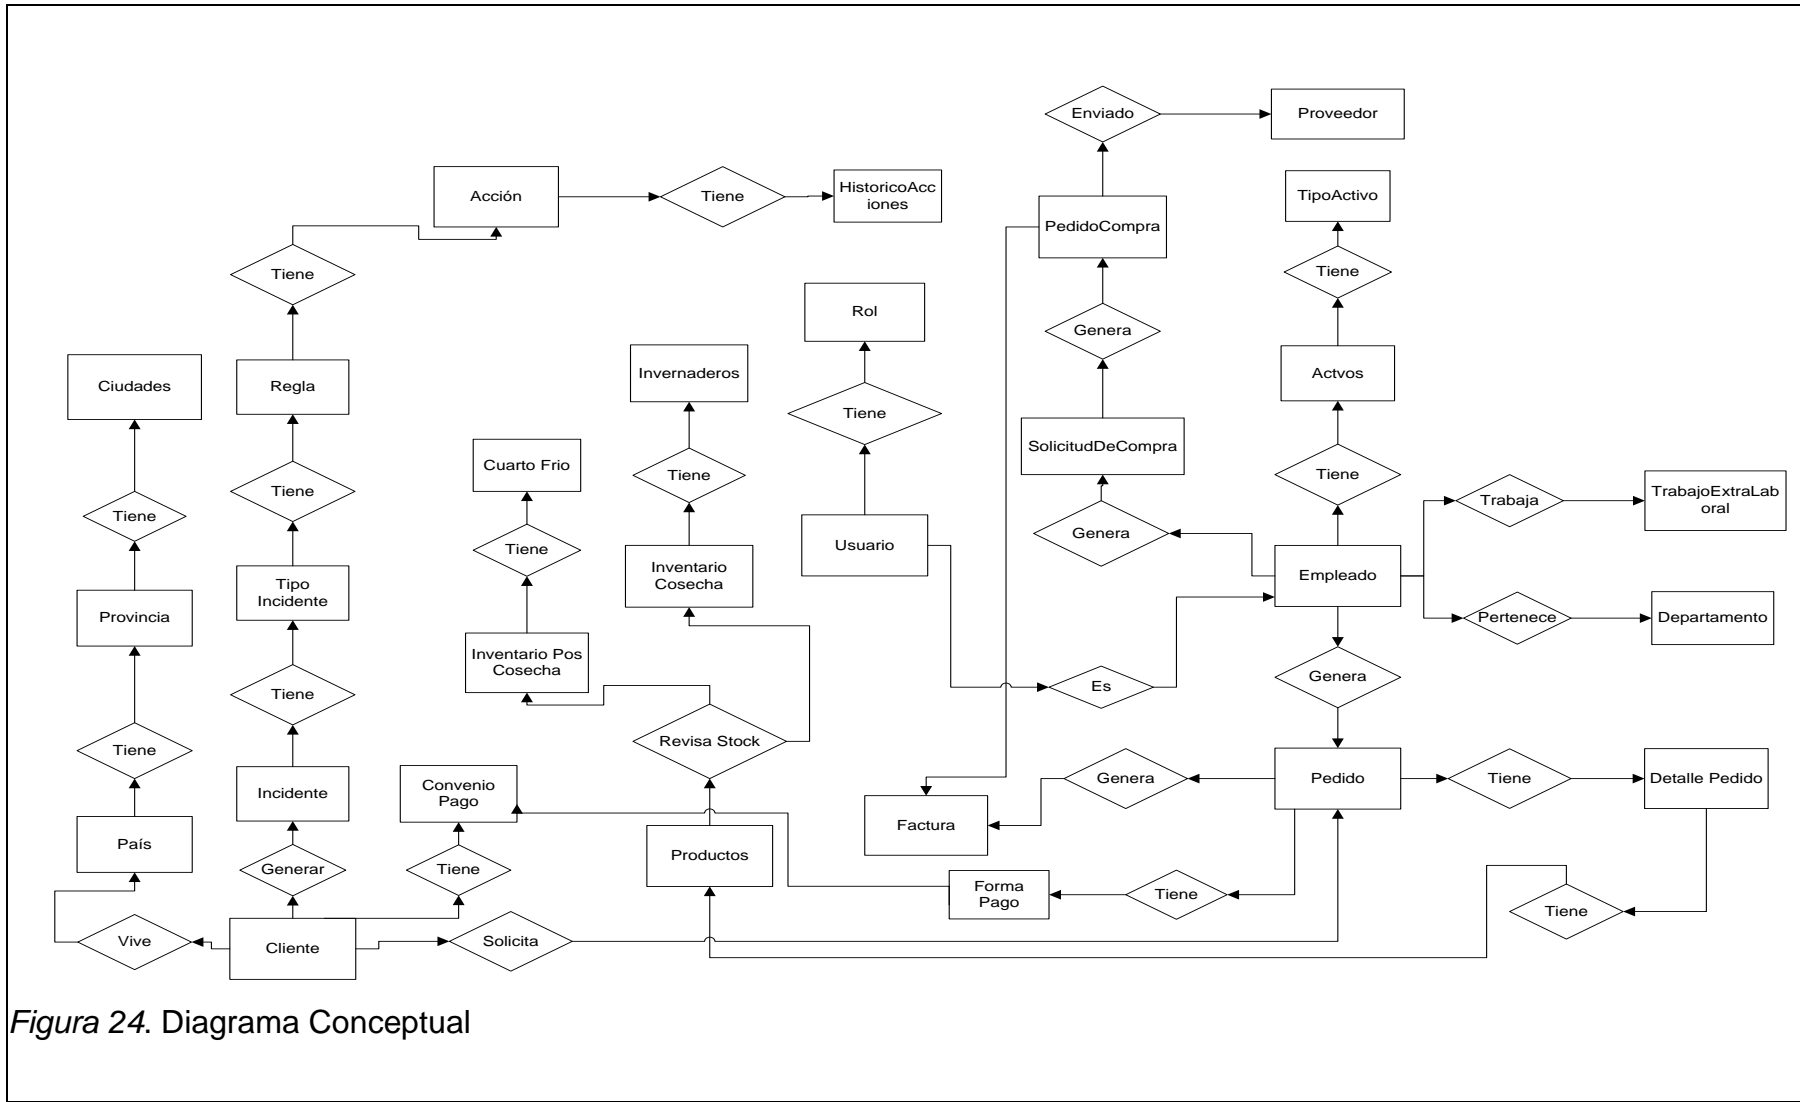 Enviado
Proveedor
Acción
Tiene
HistoricoAcc
iones
TipoActivo
PedidoCompra
Tiene
Tiene
Rol
Genera
Ciudades
Regla
Invernaderos
Actvos
Tiene
SolicitudDeCompra
Cuarto Frio
Tiene
Tiene
Tiene
Trabaja
TrabajoExtraLab
oral
Tiene
Tiene
Usuario
Genera
Inventario
Cosecha
Empleado
Tipo
Incidente
Provincia
Pertenece
Departamento
Inventario Pos
Cosecha
Tiene
Es
Genera
Tiene
Revisa Stock
Incidente
Convenio
Pago
Genera
Pedido
Tiene
Detalle Pedido
Factura
País
Productos
Generar
Tiene
Forma
Pago
Tiene
Tiene
Vive
Cliente
Solicita
Figura 24. Diagrama Conceptual